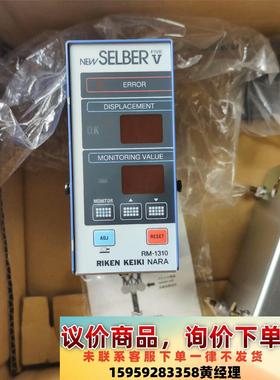 NEW SELBER FIVE V
ERROR
DISPLACEMENT
O.K
MONITORING VALUE
MONITOR
ADJ
RESET
RM-1310
RIKEN KEIKI NARA
议价商品，询价下单
未联系客服下单一律不发货
15959283358黄经理